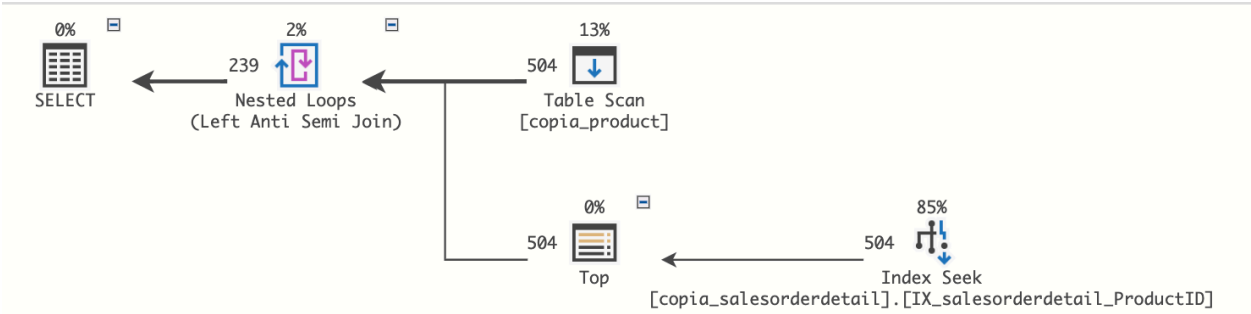 0%
2%
13%
239
504
SELECT
Nested Loops
(Left Anti Semi Join)
Table Scan
[copia_product]
0%
85%
504
504
Top
Index Seek
[copia_salesorderdetail].[IX_salesorderdetail_ProductID]